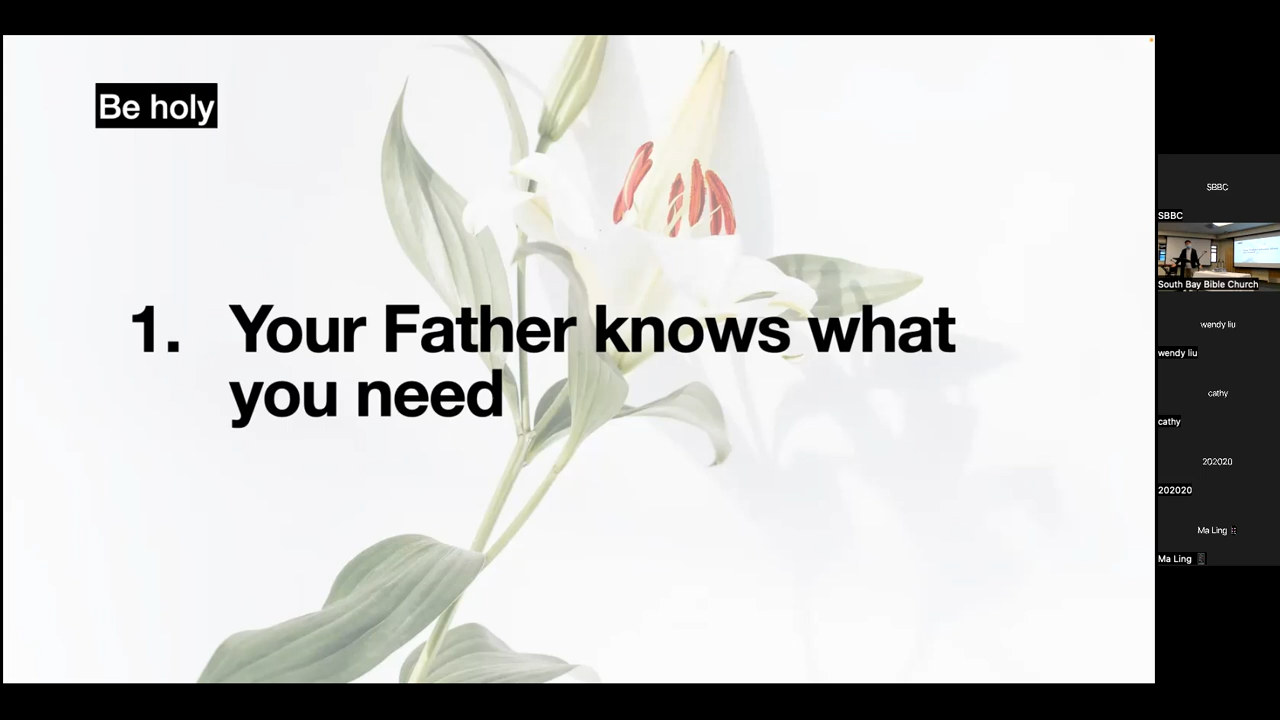 Be holy
1. Your Father knows what
you need
SBBC
SBBC
South Bay Bible Church
wendy liu
wendy liu
cathy
cathy
202020
202020
Ma Ling
Ma Ling